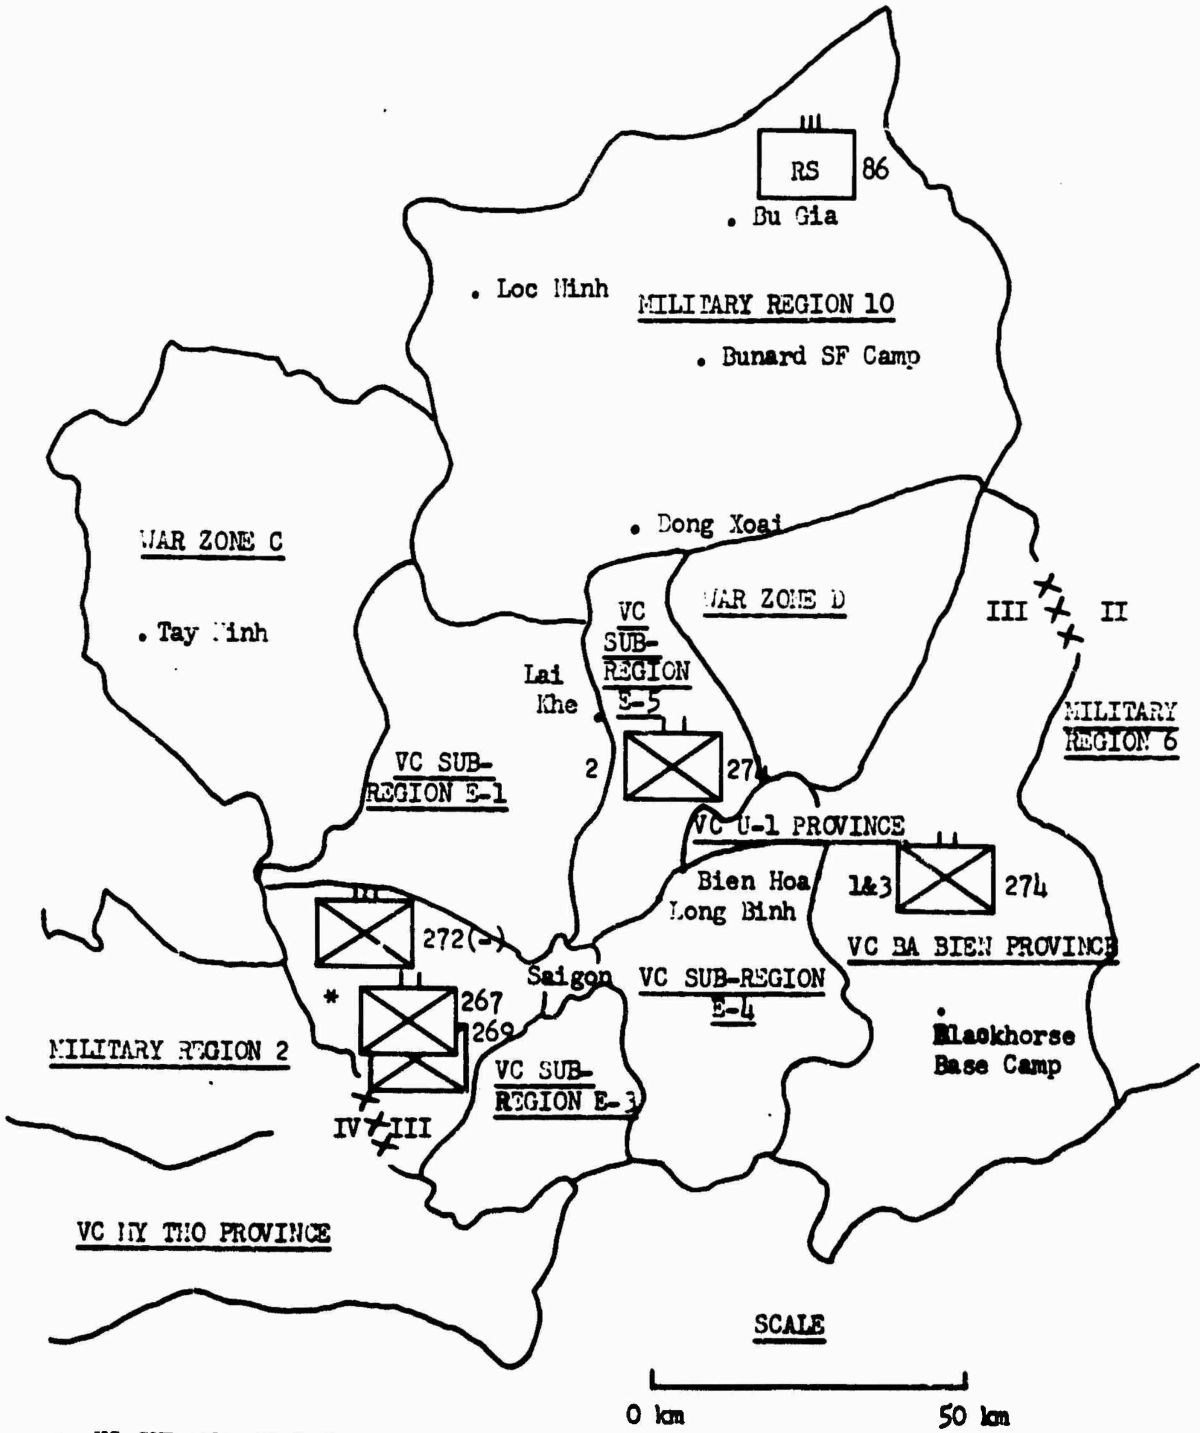 RS 86
Bu Gia
Loc Ninh
MILITARY REGION 10
Bunard SF Camp
WAR ZONE C
Dong Xoai
WAR ZONE D
VC
SUB-
REGION
E-5
III II
Tay Ninh
Lai
Khe
MILITARY
REGION 6
VC SUB-
REGION E-1
2 274
VC U-1 PROVINCE
Bien Hoa
Long Binh
1&3 274
272(-)
VC BA BIEN PROVINCE
Saigon
VC SUB-REGION
E-4
*
267
269
Blackhorse
Base Camp
MILITARY REGION 2
VC SUB-
REGION E-3
IV III
VC MY THO PROVINCE
SCALE
0 km 50 km